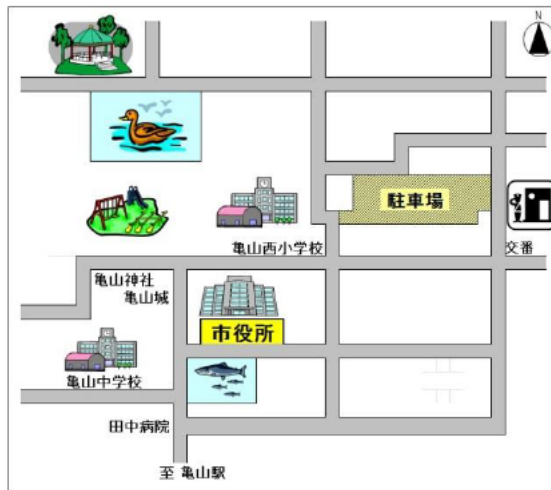 N
駐車場
亀山西小学校
交番
亀山神社
亀山城
市役所
亀山中学校
田中病院
至 亀山駅